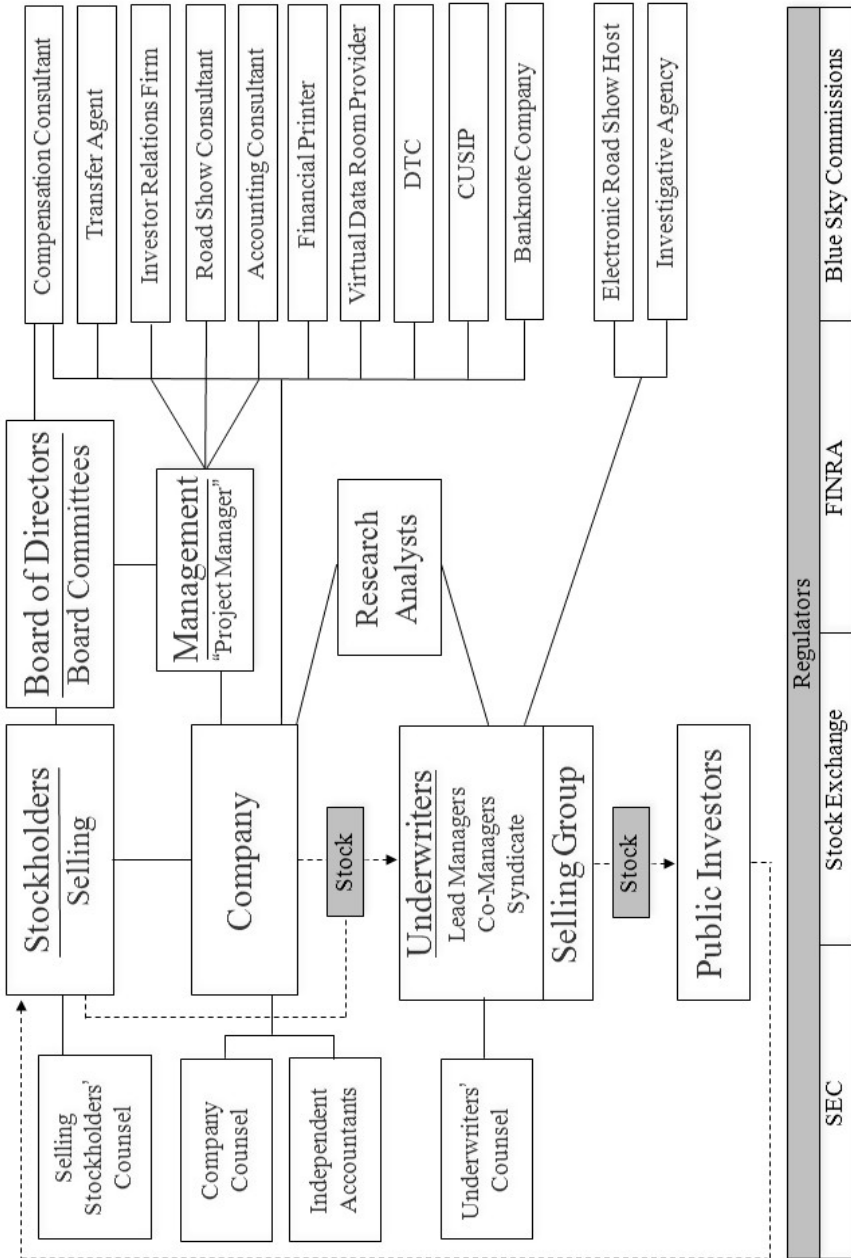 Selling
Stockholders'
Counsel
Company
Counsel
Independent
Accountants
Underwriters'
Counsel
Stockholders
Selling
Company
Stock
Underwriters
Lead Managers
Co-Managers
Syndicate
Selling Group
Stock
Public Investors
Board of Directors
Board Committees
Management
“Project Manager”
Research
Analysts
Compensation Consultant
Transfer Agent
Investor Relations Firm
Road Show Consultant
Accounting Consultant
Financial Printer
Virtual Data Room Provider
DTC
CUSIP
Banknote Company
Electronic Road Show Host
Investigative Agency
Regulators
SEC
Stock Exchange
FINRA
Blue Sky Commissions